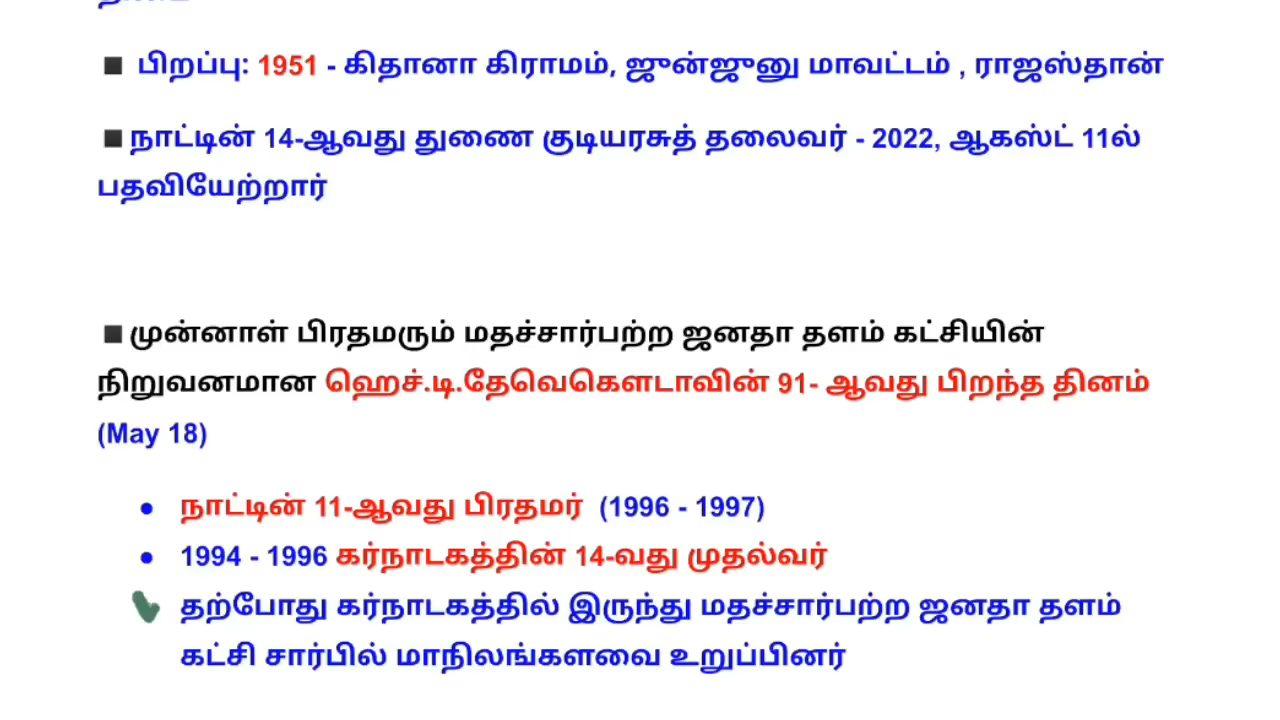 ■ பிறப்பு: 1951 - கிதானா கிராமம், ஜுன்ஜுனு மாவட்டம் , ராஜஸ்தான்
■ நாட்டின் 14-ஆவது துணை குடியரசுத் தலைவர் - 2022, ஆகஸ்ட் 11ல்
பதவியேற்றார்
■ முன்னாள் பிரதமரும் மதச்சார்பற்ற ஜனதா தளம் கட்சியின்
நிறுவனமான ஹெச்.டி.தேவெகௌடாவின் 91- ஆவது பிறந்த தினம்
(May 18)
● நாட்டின் 11-ஆவது பிரதமர் (1996 - 1997)
● 1994 - 1996 கர்நாடகத்தின் 14-வது முதல்வர்
தற்போது கர்நாடகத்தில் இருந்து மதச்சார்பற்ற ஜனதா தளம்
கட்சி சார்பில் மாநிலங்களவை உறுப்பினர்